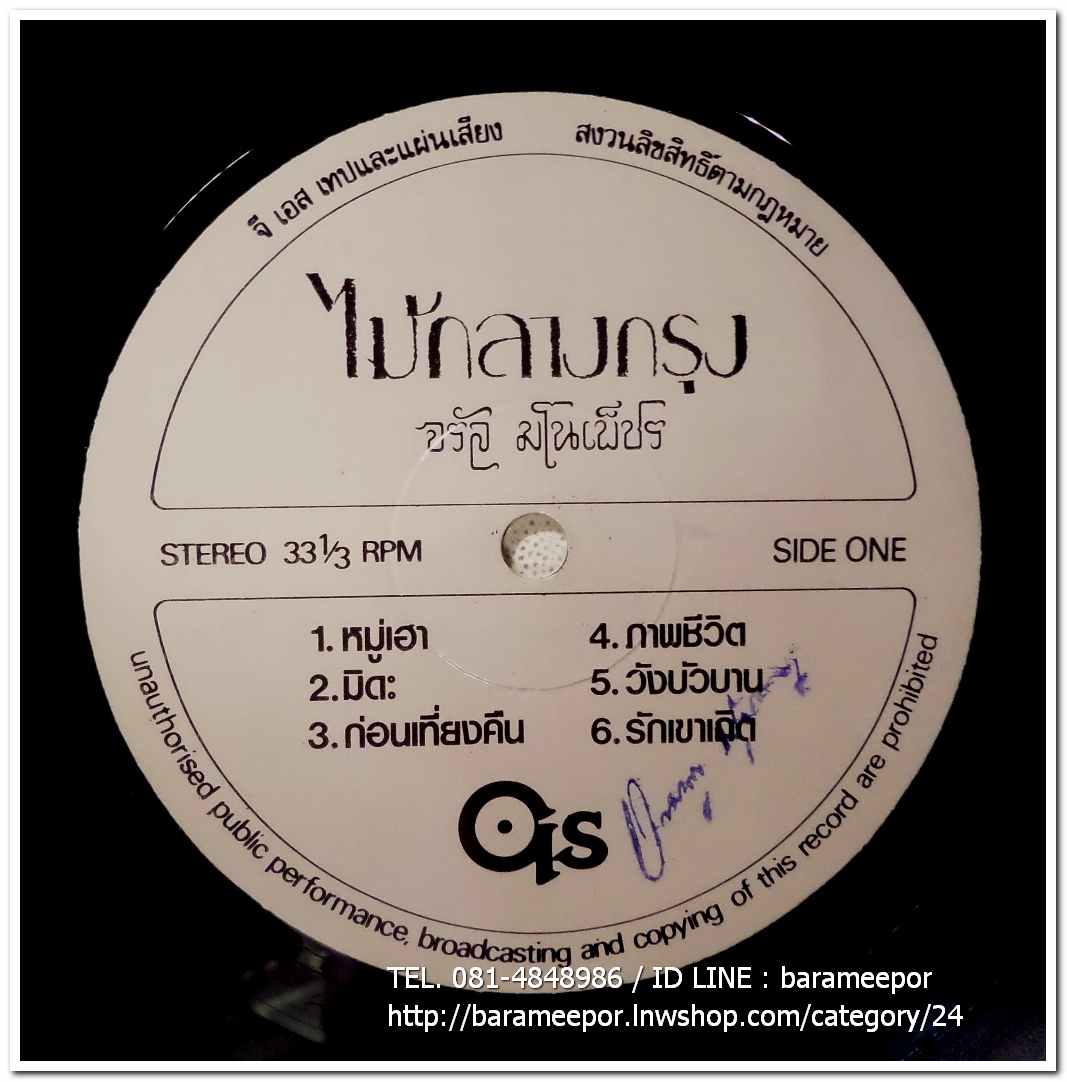 จี เอส เทปและแผ่นเสียง
สงวนลิขสิทธิ์ตามกฎหมาย
ไม้กลางกรุง
จรัล มโนเพ็ชร
STEREO 33 1/3 RPM
SIDE ONE
1. หมู่เฮา
2. มิดะ
3. ก่อนเที่ยงคืน
4. ภาพชีวิต
5. วังบัวบาน
6. รักเขาเถิด
unauthorised public performance, broadcasting and copying of this record are prohibited
TEL. 081-4848986 / ID LINE : barameepor
http://barameepor.lnwshop.com/category/24